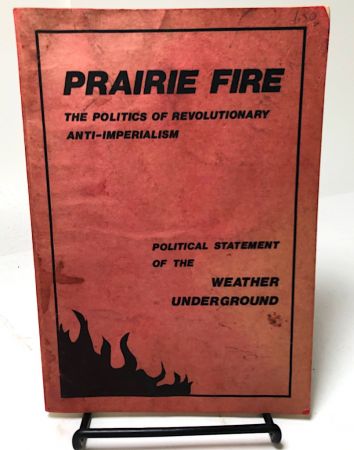 PRAIRIE FIRE
THE POLITICS OF REVOLUTIONARY
ANTI-IMPERIALISM
POLITICAL STATEMENT
OF THE
WEATHER
UNDERGROUND